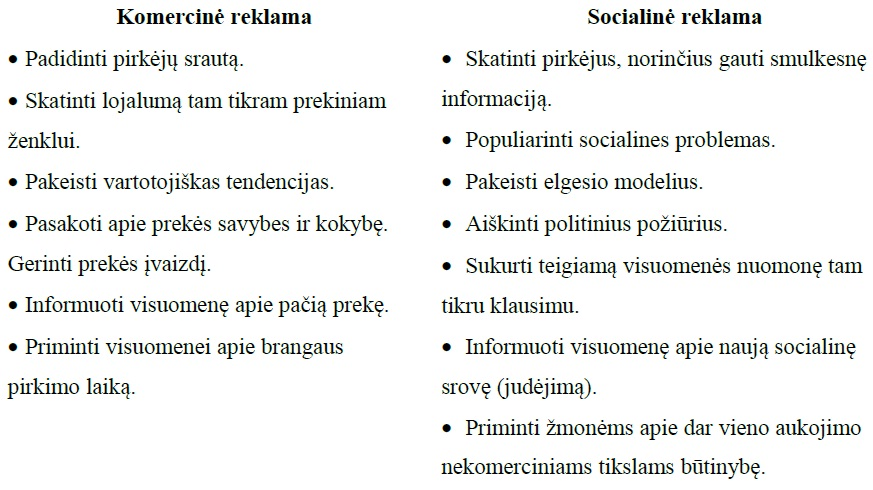 Komercinė reklama
• Padidinti pirkėjų srautą.
• Skatinti lojalumą tam tikram prekiniam
ženklui.
• Pakeisti vartotojiškas tendencijas.
• Pasakoti apie prekės savybes ir kokybę.
Gerinti prekės įvaizdį.
• Informuoti visuomenę apie pačią prekę.
• Priminti visuomenei apie brangaus
pirkimo laiką.
Socialinė reklama
• Skatinti pirkėjus, norinčius gauti smulkesnę
informaciją.
• Populiarinti socialines problemas.
• Pakeisti elgesio modelius.
• Aiškinti politinius požiūrius.
• Sukurti teigiamą visuomenės nuomonę tam
tikru klausimu.
• Informuoti visuomenę apie naują socialinę
srovę (judėjimą).
• Priminti žmonėms apie dar vieno aukojimo
nekomerciniams tikslams būtinybę.